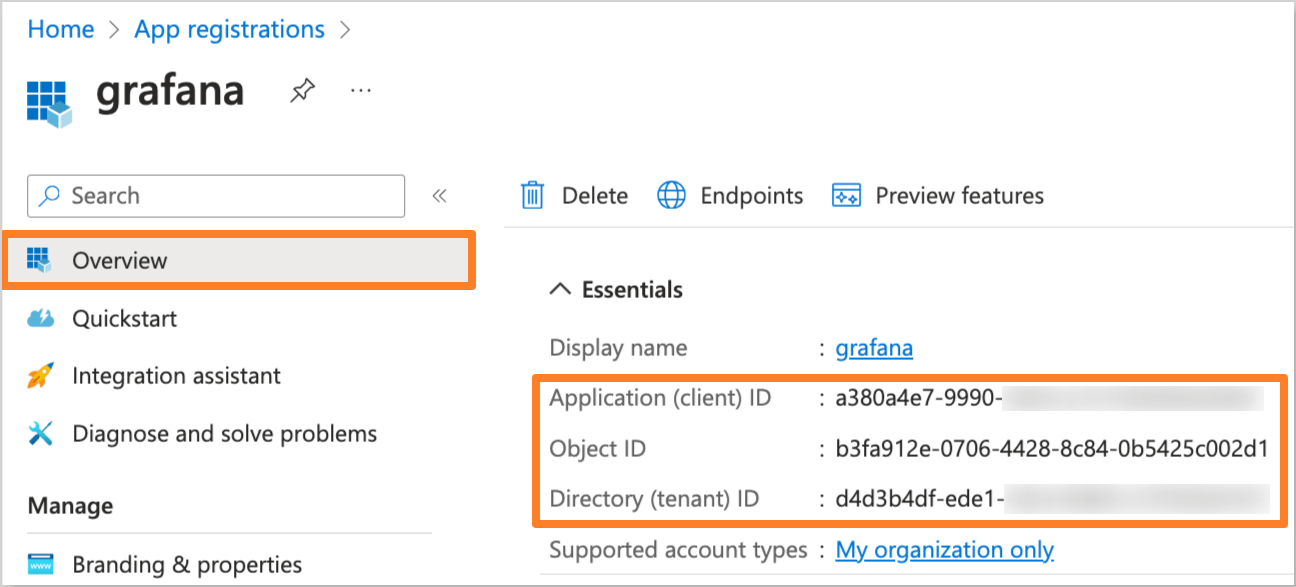 Home > App registrations >
grafana
...
Search
«
Delete
Endpoints
Preview features
Overview
Quickstart
Integration assistant
Diagnose and solve problems
Manage
www
Branding & properties
Essentials
Display name : grafana
Application (client) ID : a380a4e7-9990-
Object ID : b3fa912e-0706-4428-8c84-0b5425c002d1
Directory (tenant) ID : d4d3b4df-ede1-
Supported account types : My organization only